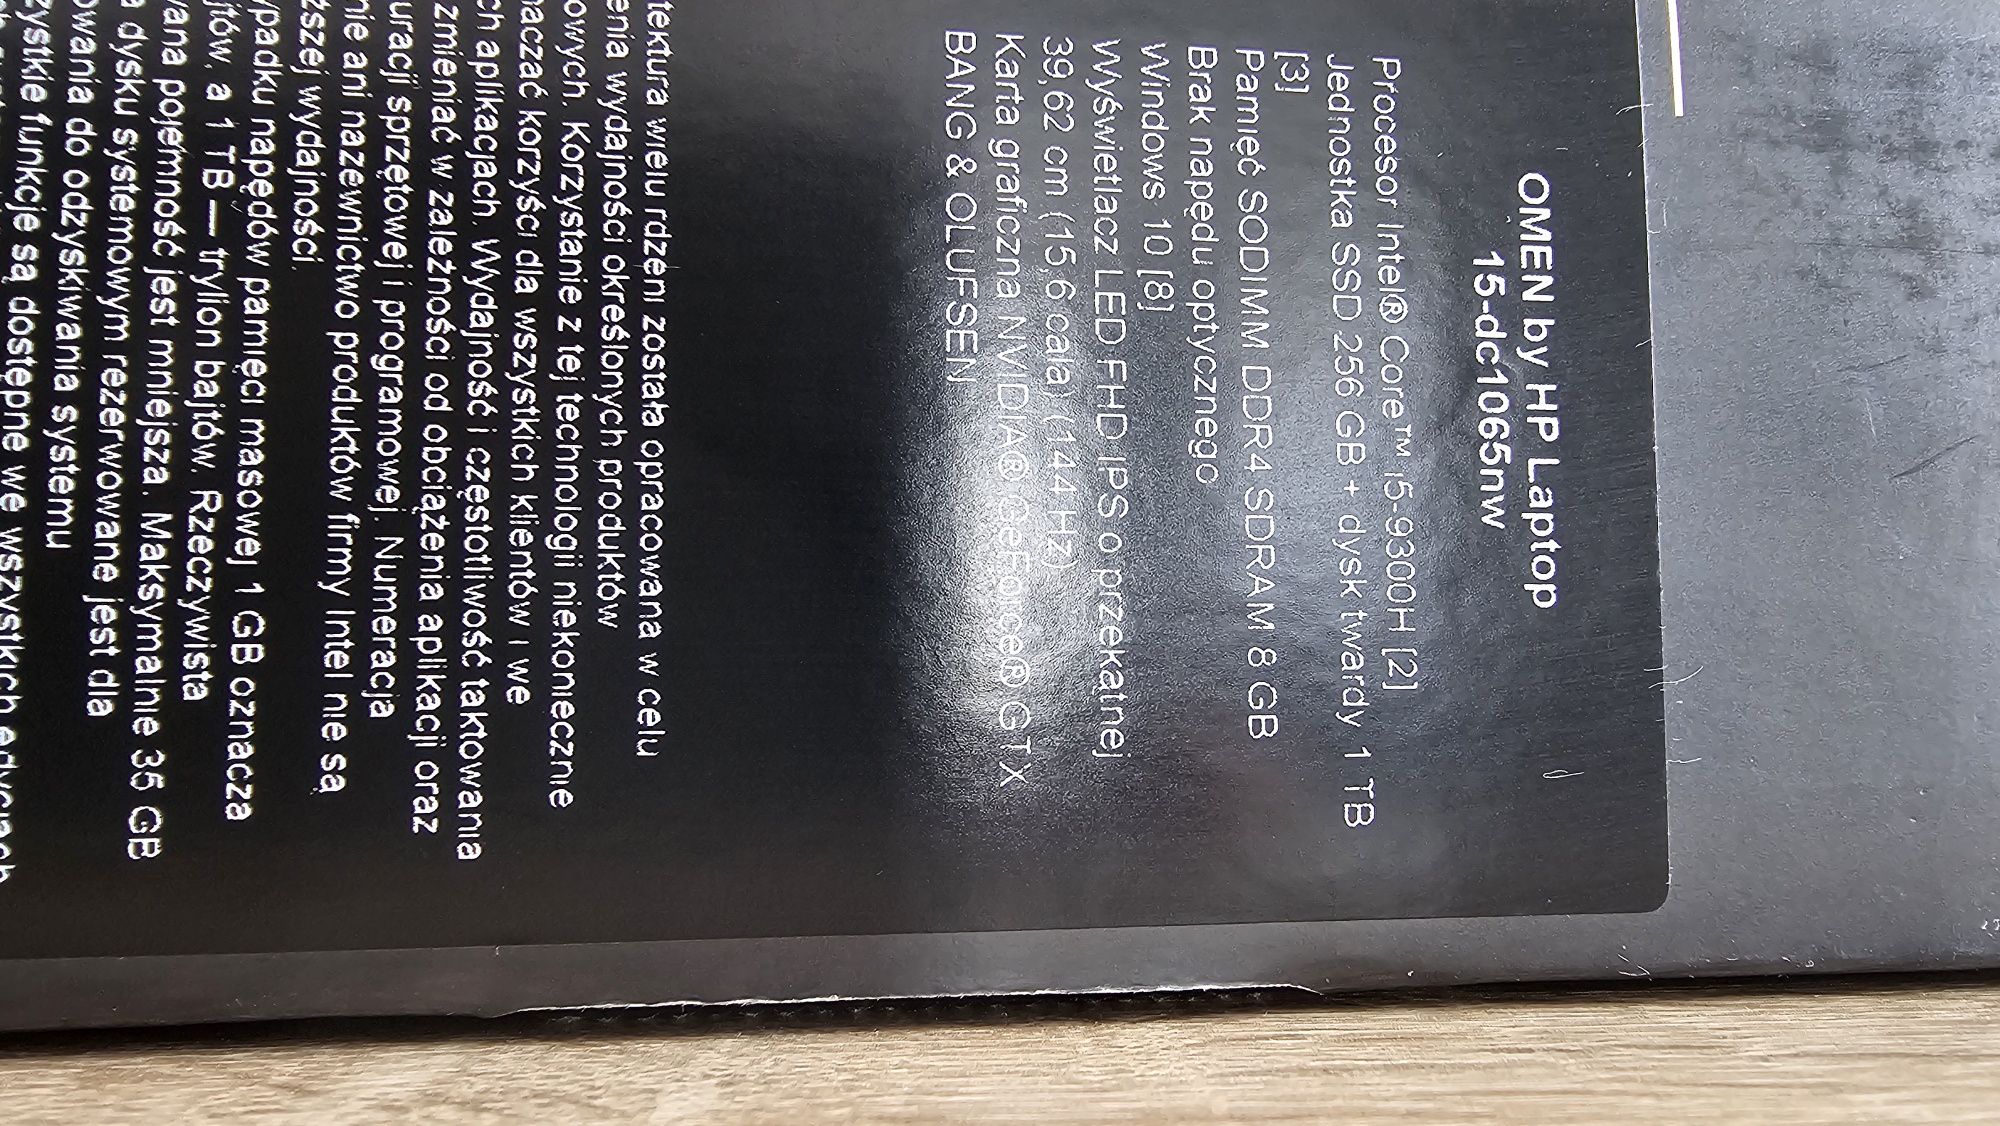 OMEN by HP Laptop
15-dc1065nw
Procesor Intel® Core™ i5-9300H [2]
Jednostka SSD 256 GB + dysk twardy 1 TB
[3]
Pamięć SODIMM DDR4 SDRAM 8 GB
Brak napędu optycznego
Windows 10 [8]
Wyświetlacz LED FHD IPS o przekątnej
39,62 cm (15,6 cala) (144 Hz)
Karta graficzna NVIDIA® GeForce® GTX
BANG & OLUFSEN
tektura wielu rdzeni została opracowana w celu
enia wydajności określonych produktów
owych. Korzystanie z tej technologii niekoniecznie
naczać korzyści dla wszystkich klientów i we
ch aplikacjach. Wydajność i częstotliwość taktowania
zmieniać w zależności od obciążenia aplikacji oraz
uracji sprzętowej i programowej. Numeracja
nie ani nazewnictwo produktów firmy Intel nie są
ższej wydajności.
ypadku napędów pamięci masowej 1 GB oznacza
jtów, a 1 TB — trylion bajtów. Rzeczywista
wana pojemność jest mniejsza. Maksymalnie 35 GB
a dysku systemowym rezerwowane jest dla
owania do odzyskiwania systemu
zystkie funkcje są dostępne we wszystkich edycjach